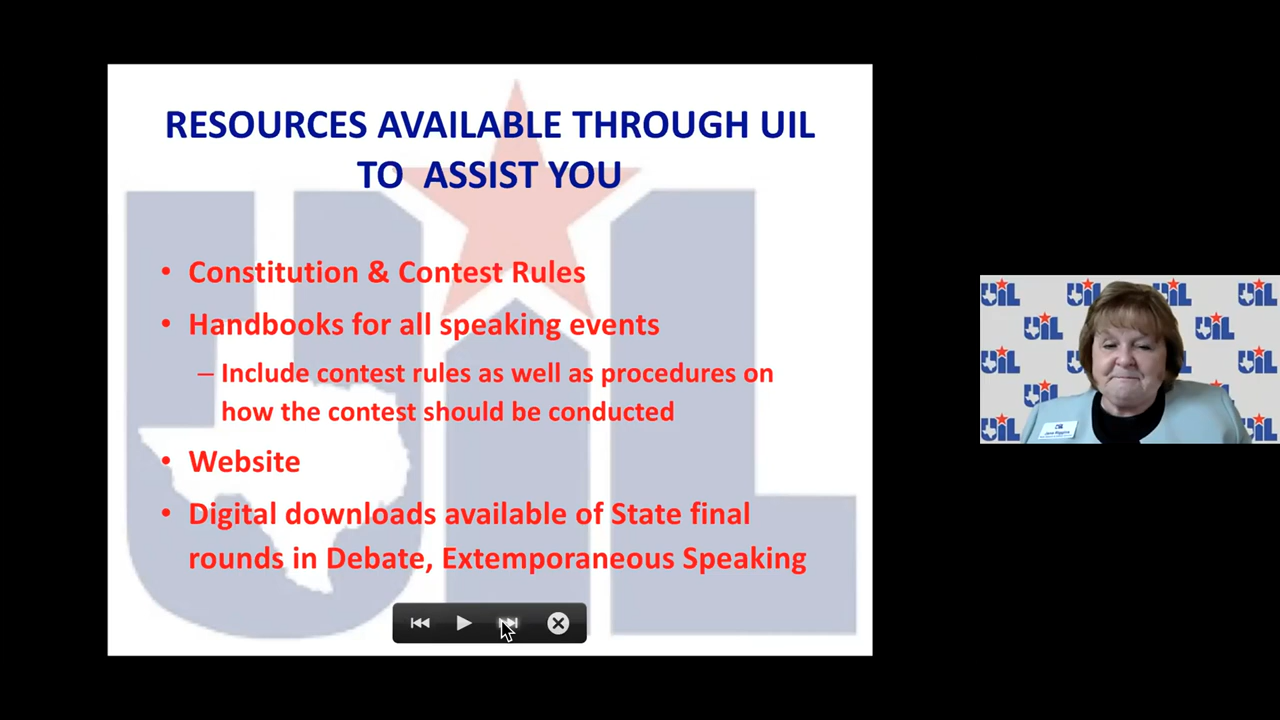 RESOURCES AVAILABLE THROUGH UIL
TO ASSIST YOU
• Constitution & Contest Rules
• Handbooks for all speaking events
– Include contest rules as well as procedures on
how the contest should be conducted
• Website
• Digital downloads available of State final
rounds in Debate, Extemporaneous Speaking
UIL